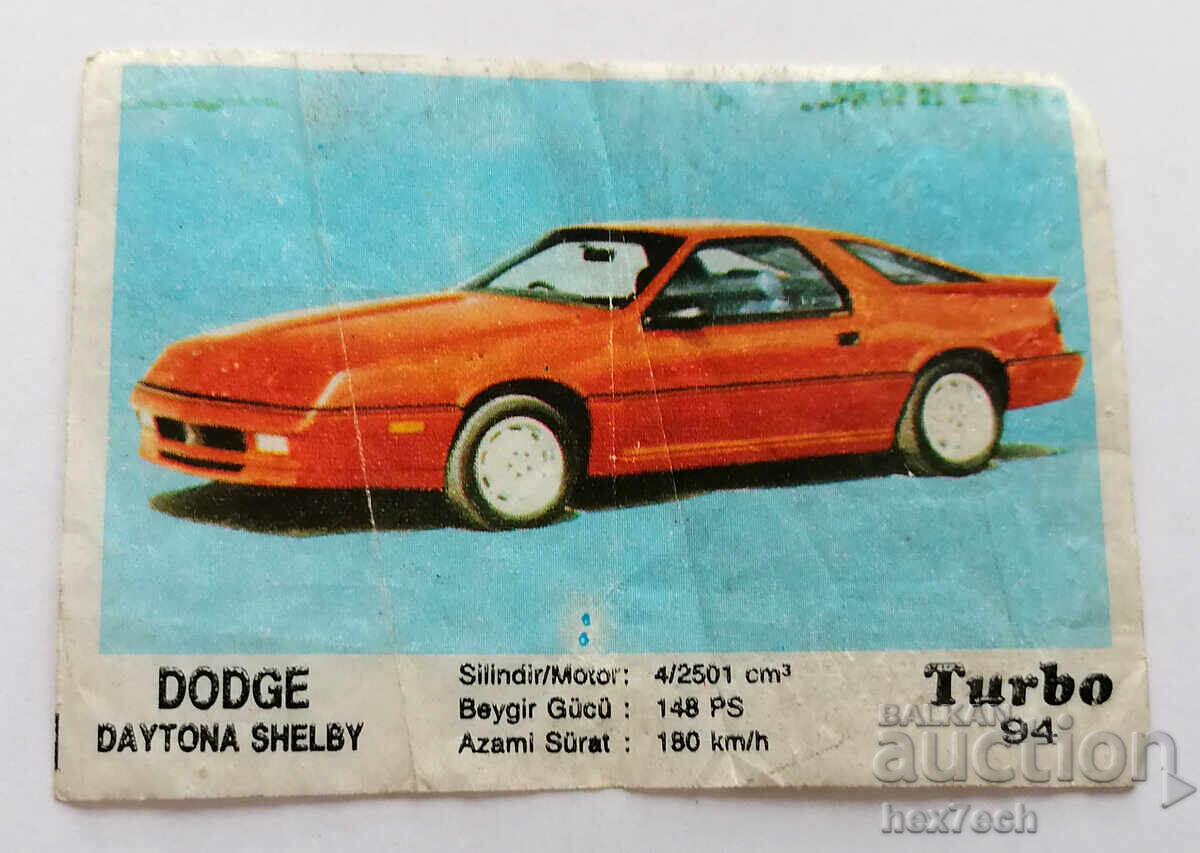 DODGE
DAYTONA SHELBY
Silindir/Motor: 4/2501 cm³
Beygir Gücü : 148 PS
Azami Sürat : 180 km/h
Turbo
94
BALKAN
auction
hex7ech